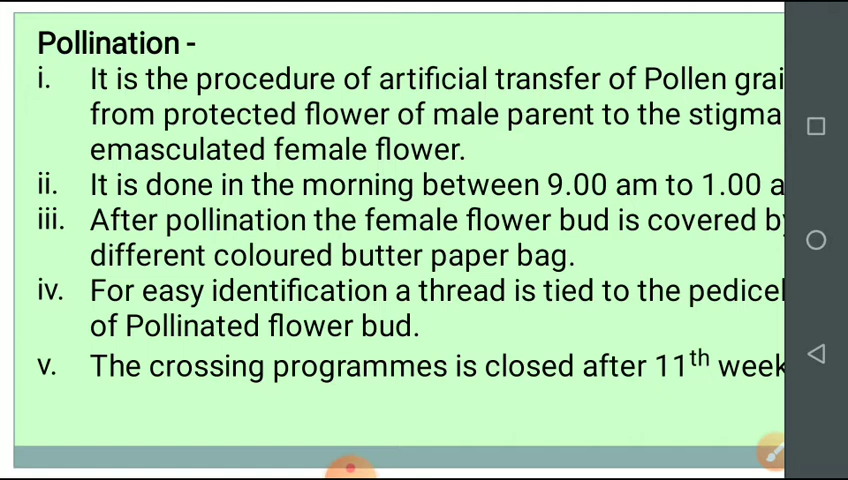 Pollination -
i. It is the procedure of artificial transfer of Pollen grai
from protected flower of male parent to the stigma
emasculated female flower.
ii. It is done in the morning between 9.00 am to 1.00 a
iii. After pollination the female flower bud is covered by
different coloured butter paper bag.
iv. For easy identification a thread is tied to the pedicel
of Pollinated flower bud.
v. The crossing programmes is closed after 11th week